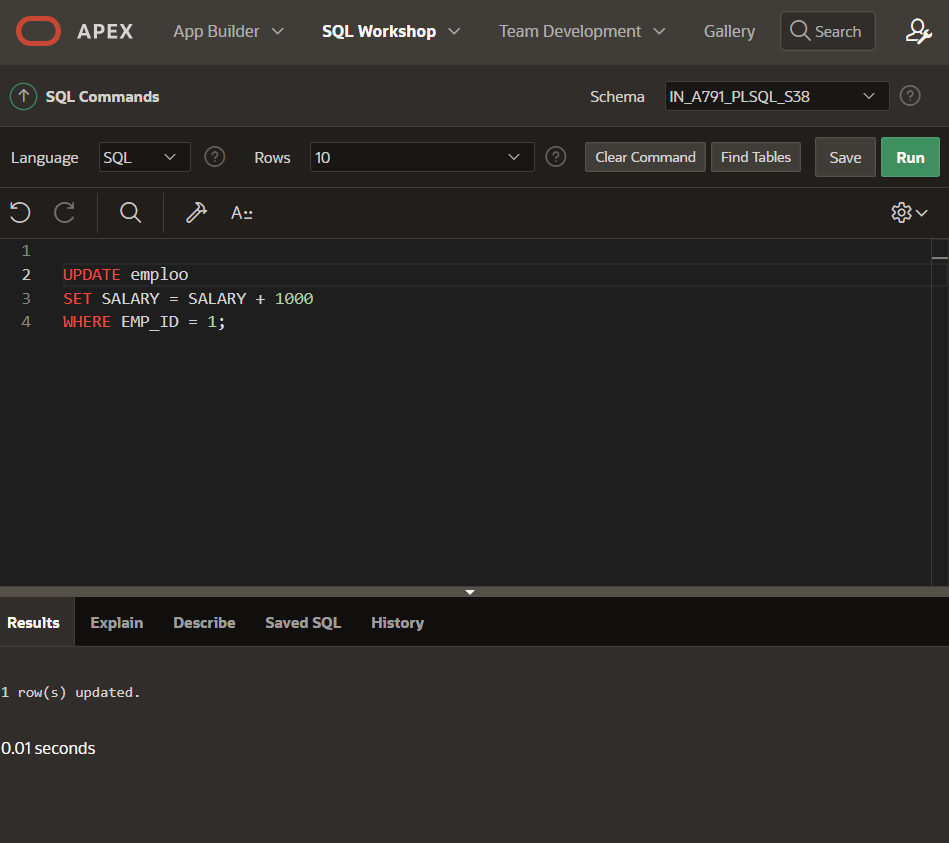 APEX App Builder SQL Workshop Team Development Gallery Search
SQL Commands Schema IN_A791_PLSQL_S38
Language SQL Rows 10 Clear Command Find Tables Save Run
A::
1
2 UPDATE emploo
3 SET SALARY = SALARY + 1000
4 WHERE EMP_ID = 1;
Results Explain Describe Saved SQL History
1 row(s) updated.
0.01 seconds